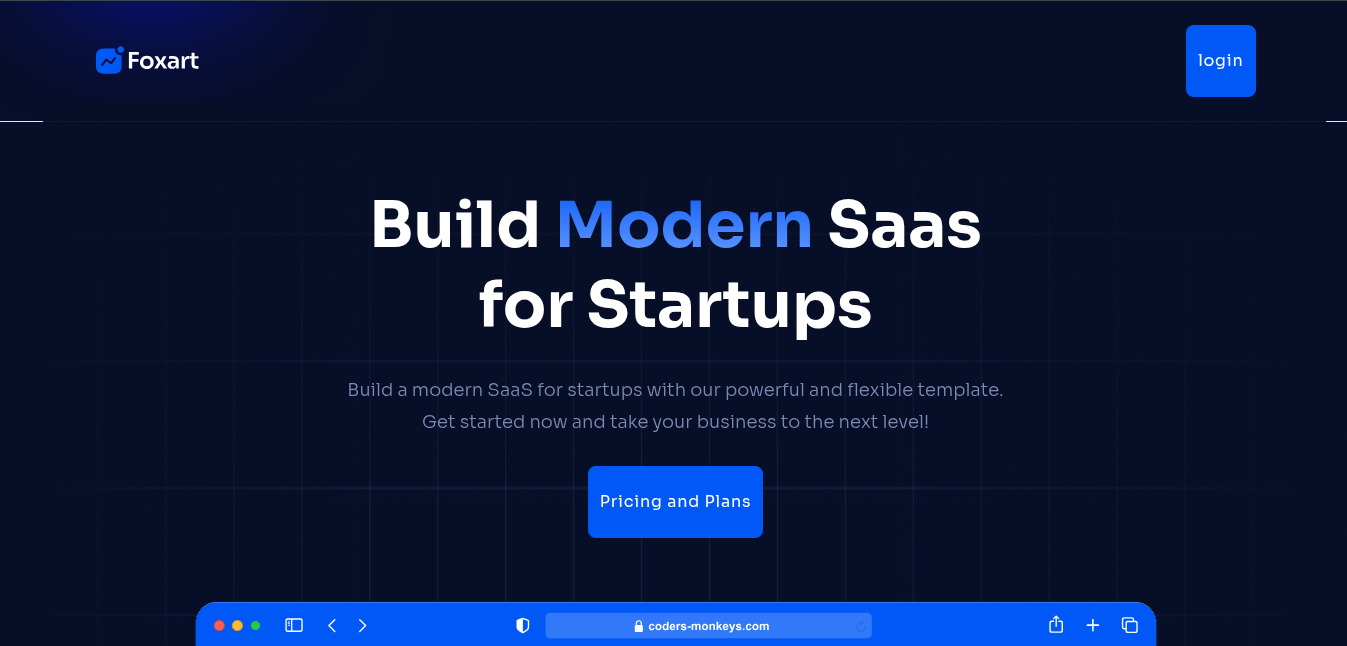 Foxart
login
Build Modern Saas
for Startups
Build a modern SaaS for startups with our powerful and flexible template.
Get started now and take your business to the next level!
Pricing and Plans
coders-monkeys.com